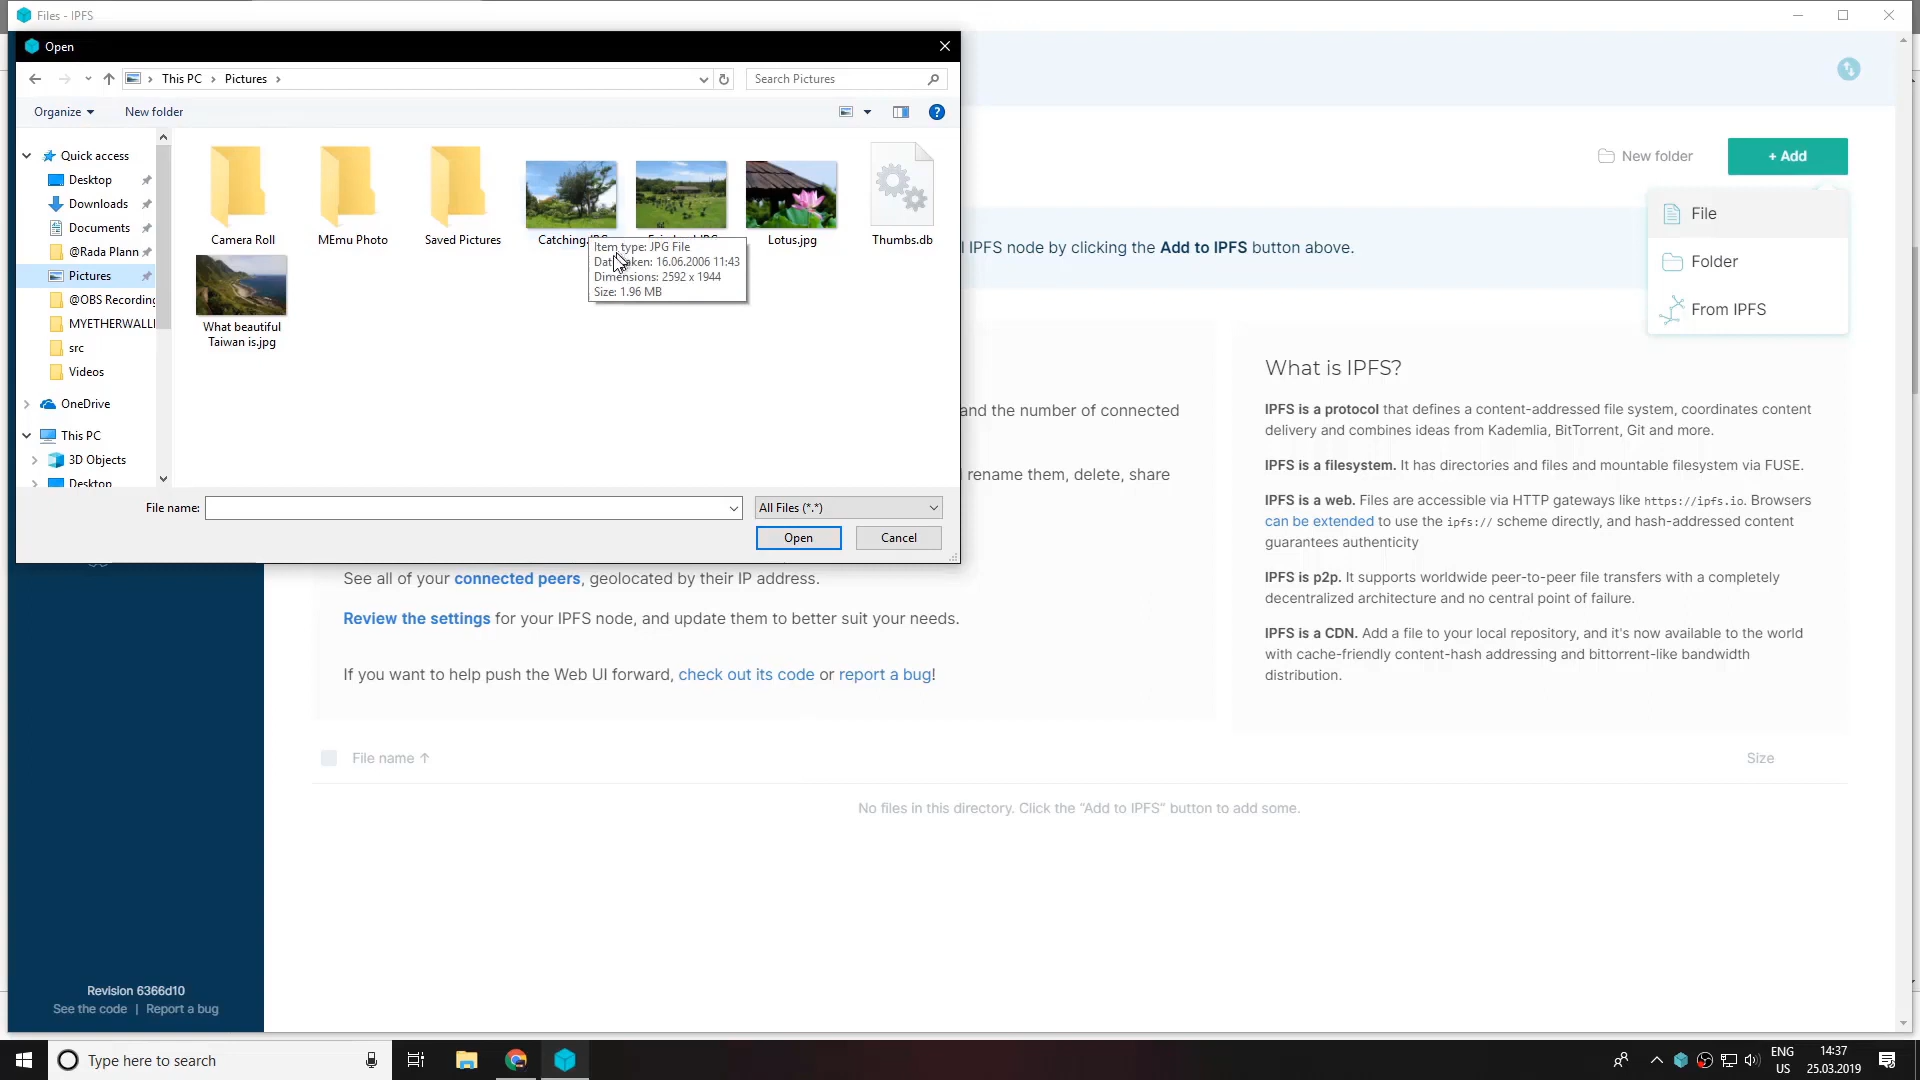 Files - IPFS
Open
This PC
Pictures
Search Pictures
Organize
New folder
Quick access
Desktop
Downloads
Documents
@Rada Plann
Pictures
@OBS Recording
MYETHERWALL
src
Videos
OneDrive
This PC
3D Objects
Desktop
Camera Roll
MEmu Photo
Saved Pictures
Catching.
Lotus.jpg
Thumbs.db
What beautiful
Taiwan is.jpg
Item type: JPG File
taken: 16.06.2006 11:43
Dimensions: 2592 x 1944
Size: 1.96 MB
File name:
All Files (*.*)
Open
Cancel
New folder
+ Add
File
Folder
From IPFS
IPFS node by clicking the Add to IPFS button above.
and the number of connected
rename them, delete, share
See all of your connected peers, geolocated by their IP address.
Review the settings for your IPFS node, and update them to better suit your needs.
If you want to help push the Web UI forward, check out its code or report a bug!
What is IPFS?
IPFS is a protocol that defines a content-addressed file system, coordinates content
delivery and combines ideas from Kademlia, BitTorrent, Git and more.
IPFS is a filesystem. It has directories and files and mountable filesystem via FUSE.
IPFS is a web. Files are accessible via HTTP gateways like https://ipfs.io. Browsers
can be extended to use the ipfs:// scheme directly, and hash-addressed content
guarantees authenticity
IPFS is p2p. It supports worldwide peer-to-peer file transfers with a completely
decentralized architecture and no central point of failure.
IPFS is a CDN. Add a file to your local repository, and it's now available to the world
with cache-friendly content-hash addressing and bittorrent-like bandwidth
distribution.
File name ↑
Size
No files in this directory. Click the “Add to IPFS” button to add some.
Revision 6366d10
See the code | Report a bug
Type here to search
ENG
US
14:37
25.03.2019